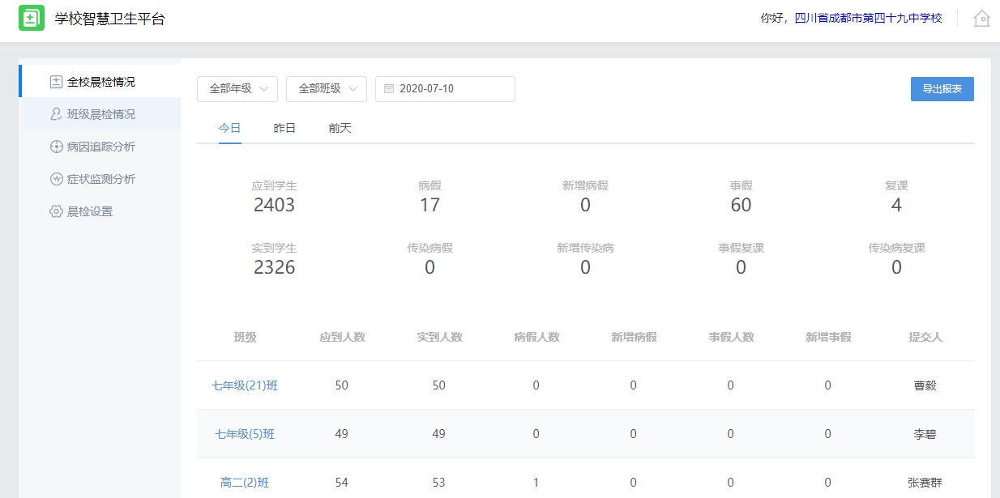 学校智慧卫生平台
你好，四川省成都市第四十九中学校
全校晨检情况
班级晨检情况
病因追踪分析
症状监测分析
晨检设置
全部年级 全部班级 2020-07-10 导出报表
今日 昨日 前天
应到学生 病假 新增病假 事假 复课
2403 17 0 60 4
实到学生 传染病假 新增传染病 事假复课 传染病复课
2326 0 0 0 0
班级 应到人数 实到人数 病假人数 新增病假 事假人数 新增事假 提交人
七年级(21)班 50 50 0 0 0 0 曹毅
七年级(5)班 49 49 0 0 0 0 李碧
高二(2)班 54 53 1 0 0 0 张赛群